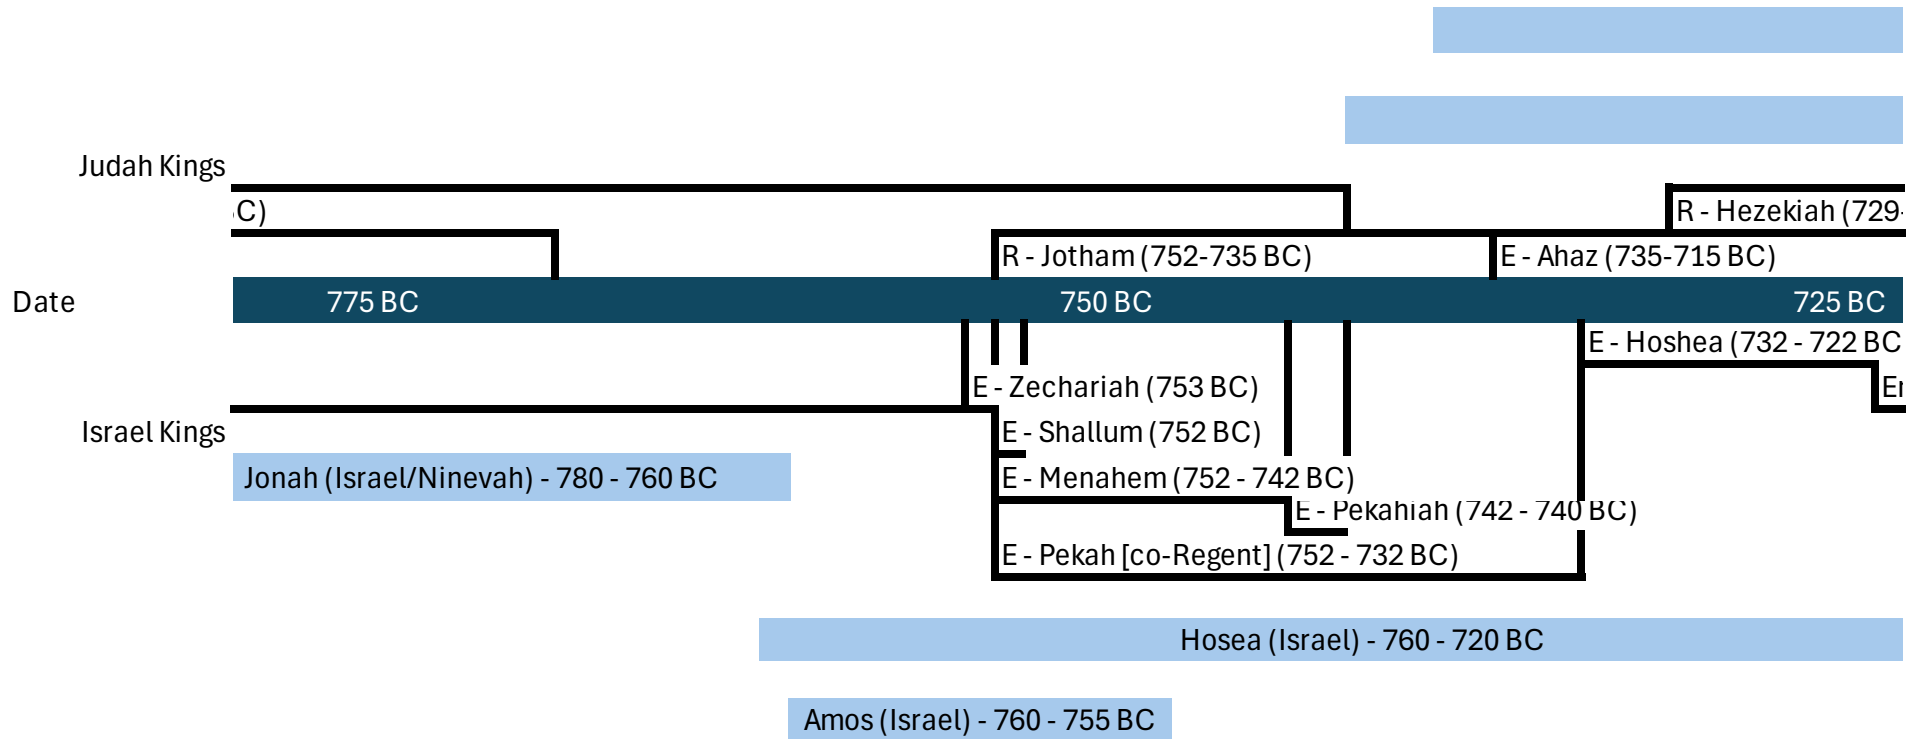 Judah Kings
C)
R - Hezekiah (729-
R - Jotham (752-735 BC)
E - Ahaz (735-715 BC)
Date
775 BC
750 BC
725 BC
E - Hoshea (732 - 722 BC
E - Zechariah (753 BC)
Israel Kings
E - Shallum (752 BC)
Jonah (Israel/Ninevah) - 780 - 760 BC
E - Menahem (752 - 742 BC)
E - Pekahiah (742 - 740 BC)
E - Pekah [co-Regent] (752 - 732 BC)
Hosea (Israel) - 760 - 720 BC
Amos (Israel) - 760 - 755 BC